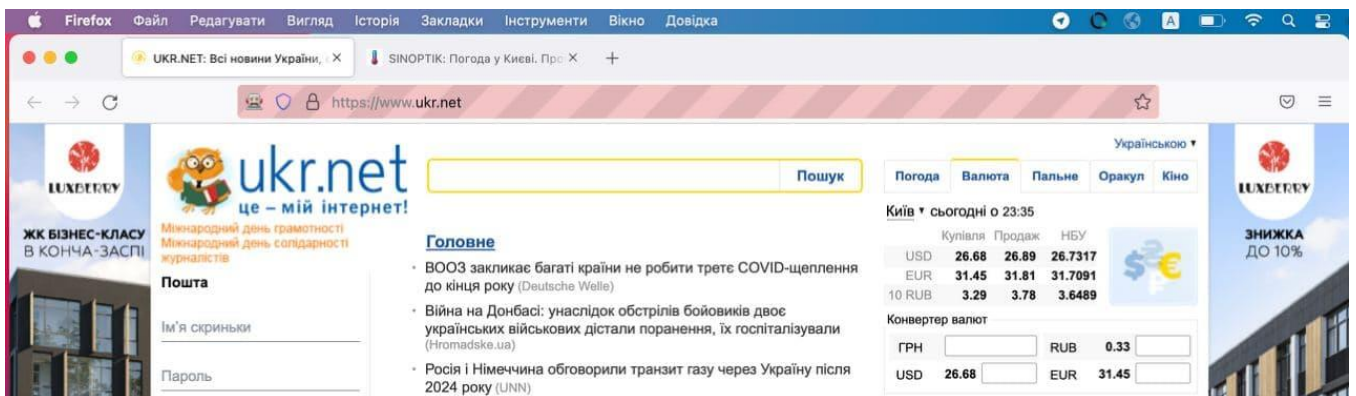 Firefox Файл Редагувати Вигляд Історія Закладки Інструменти Вікно Довідка A
UKR.NET: Всі новини України,
SINOPTIK: Погода у Києві. Про
https://www.ukr.net
Українською
LUXBERRY
ЖК БІЗНЕС-КЛАСУ
В КОНЧА-ЗАСПІ
ukr.net
це – мій інтернет!
Міжнародний день грамотності
Міжнародний день солідарності
журналістів
Пошта
Ім'я скриньки
Пароль
Пошук
Головне
ВООЗ закликає багаті країни не робити третє COVID-щеплення
до кінця року (Deutsche Welle)
Війна на Донбасі: унаслідок обстрілів бойовиків двоє
українських військових дістали поранення, їх госпіталізували
(Hromadske.ua)
Росія і Німеччина обговорили транзит газу через Україну після
2024 року (UNN)
Погода Валюта Пальне Оракул Кіно
Київ сьогодні о 23:35
Купівля Продаж НБУ
USD 26.68 26.89 26.7317
EUR 31.45 31.81 31.7091
10 RUB 3.29 3.78 3.6489
Конвертер валют
ГРН RUB 0.33
USD 26.68 EUR 31.45
LUXBERRY
ЗНИЖКА
ДО 10%